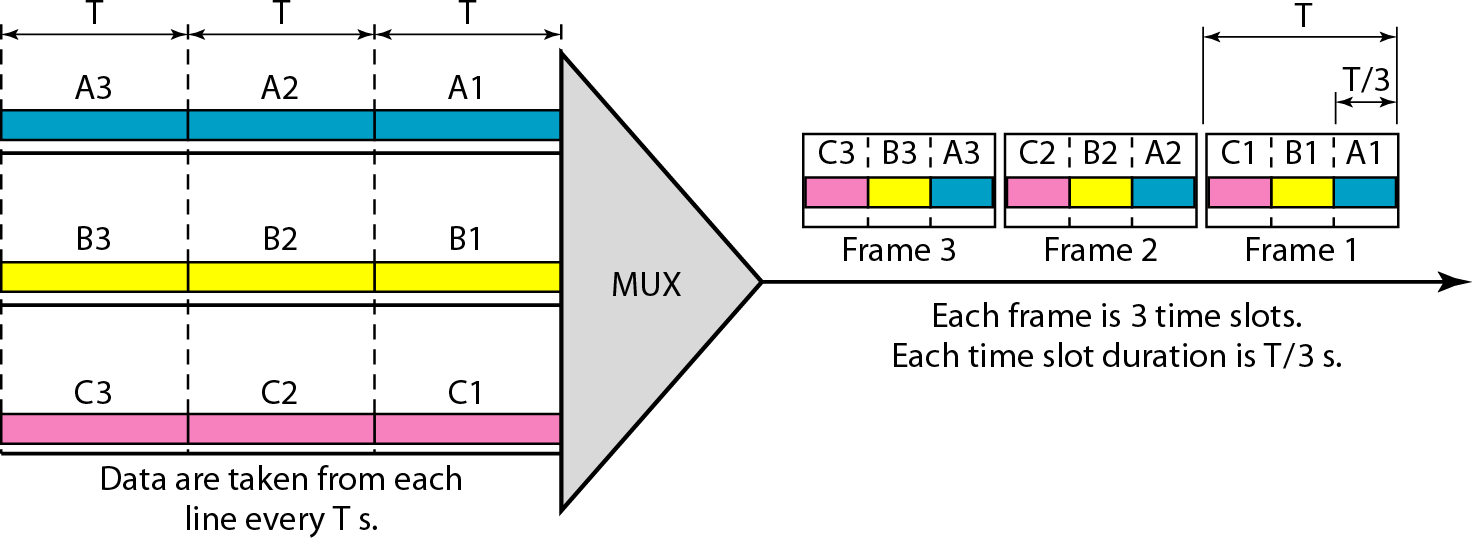 T T T T
A3 A2 A1 T/3
C3 B3 A3 C2 B2 A2 C1 B1 A1
B3 B2 B1 Frame 3 Frame 2 Frame 1
MUX
Each frame is 3 time slots.
Each time slot duration is T/3 s.
C3 C2 C1
Data are taken from each
line every T s.